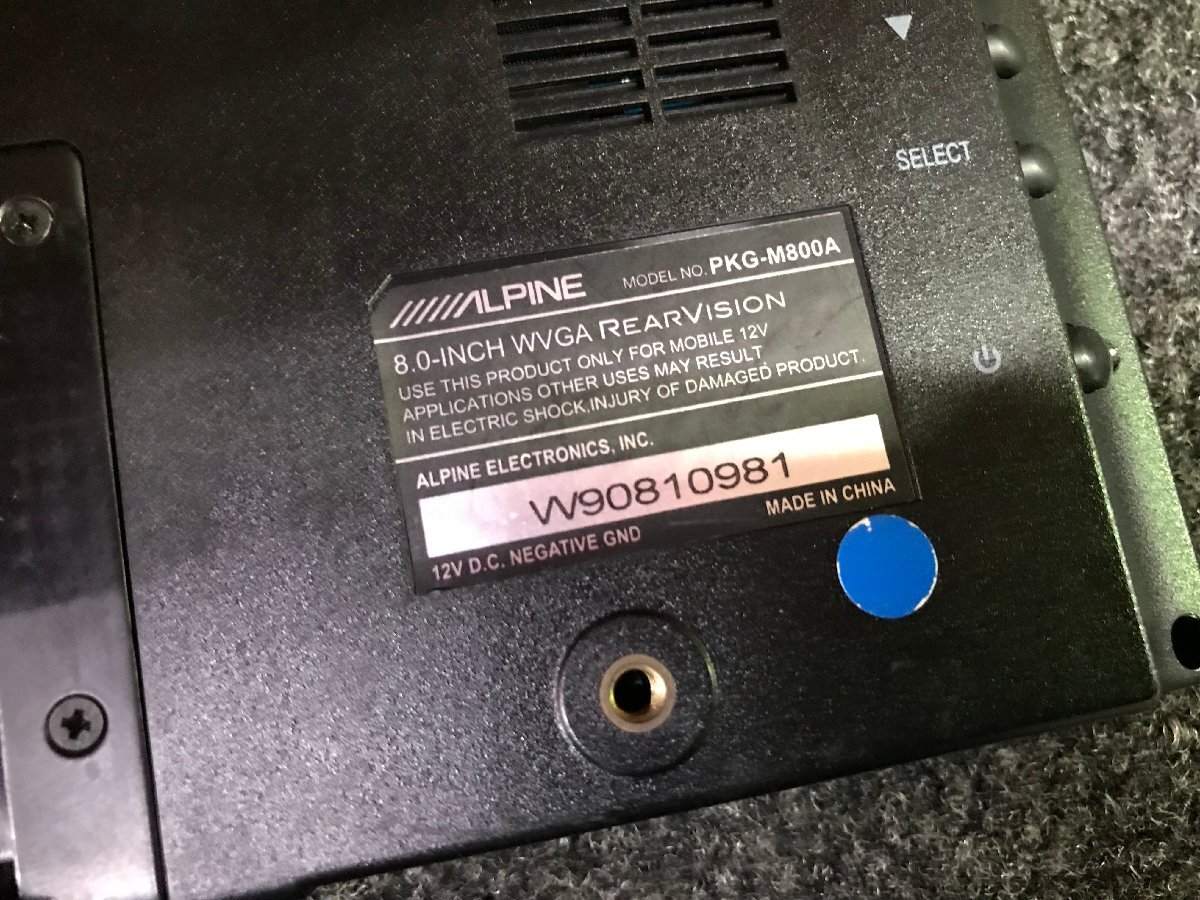 SELECT
ALPINE MODEL NO. PKG-M800A
8.0-INCH WVGA REARVISION
USE THIS PRODUCT ONLY FOR MOBILE 12V
APPLICATIONS OTHER USES MAY RESULT
IN ELECTRIC SHOCK,INJURY OF DAMAGED PRODUCT.
ALPINE ELECTRONICS, INC.
W90810981
12V D.C. NEGATIVE GND MADE IN CHINA